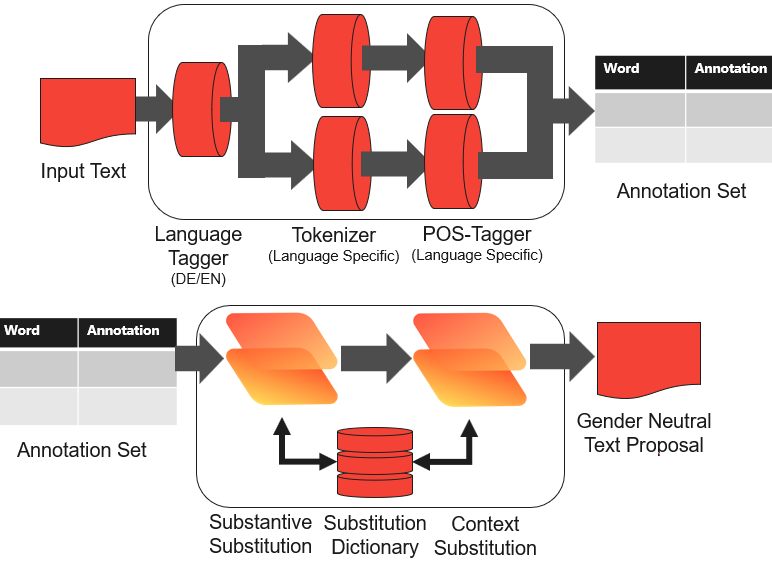 Word Annotation
Input Text
Annotation Set
Language
Tagger
(DE/EN)
Tokenizer
(Language Specific)
POS-Tagger
(Language Specific)
Word Annotation
Annotation Set
Gender Neutral
Text Proposal
Substantive
Substitution
Substitution
Dictionary
Context
Substitution